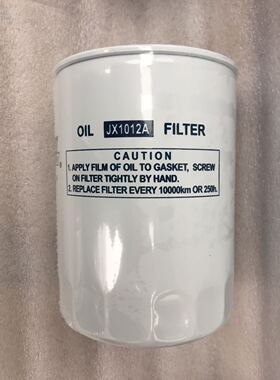 OIL JX1012A FILTER
CAUTION
1. APPLY FILM OF OIL TO GASKET, SCREW
ON FILTER TIGHTLY BY HAND.
2. REPLACE FILTER EVERY 10000km OR 250h.